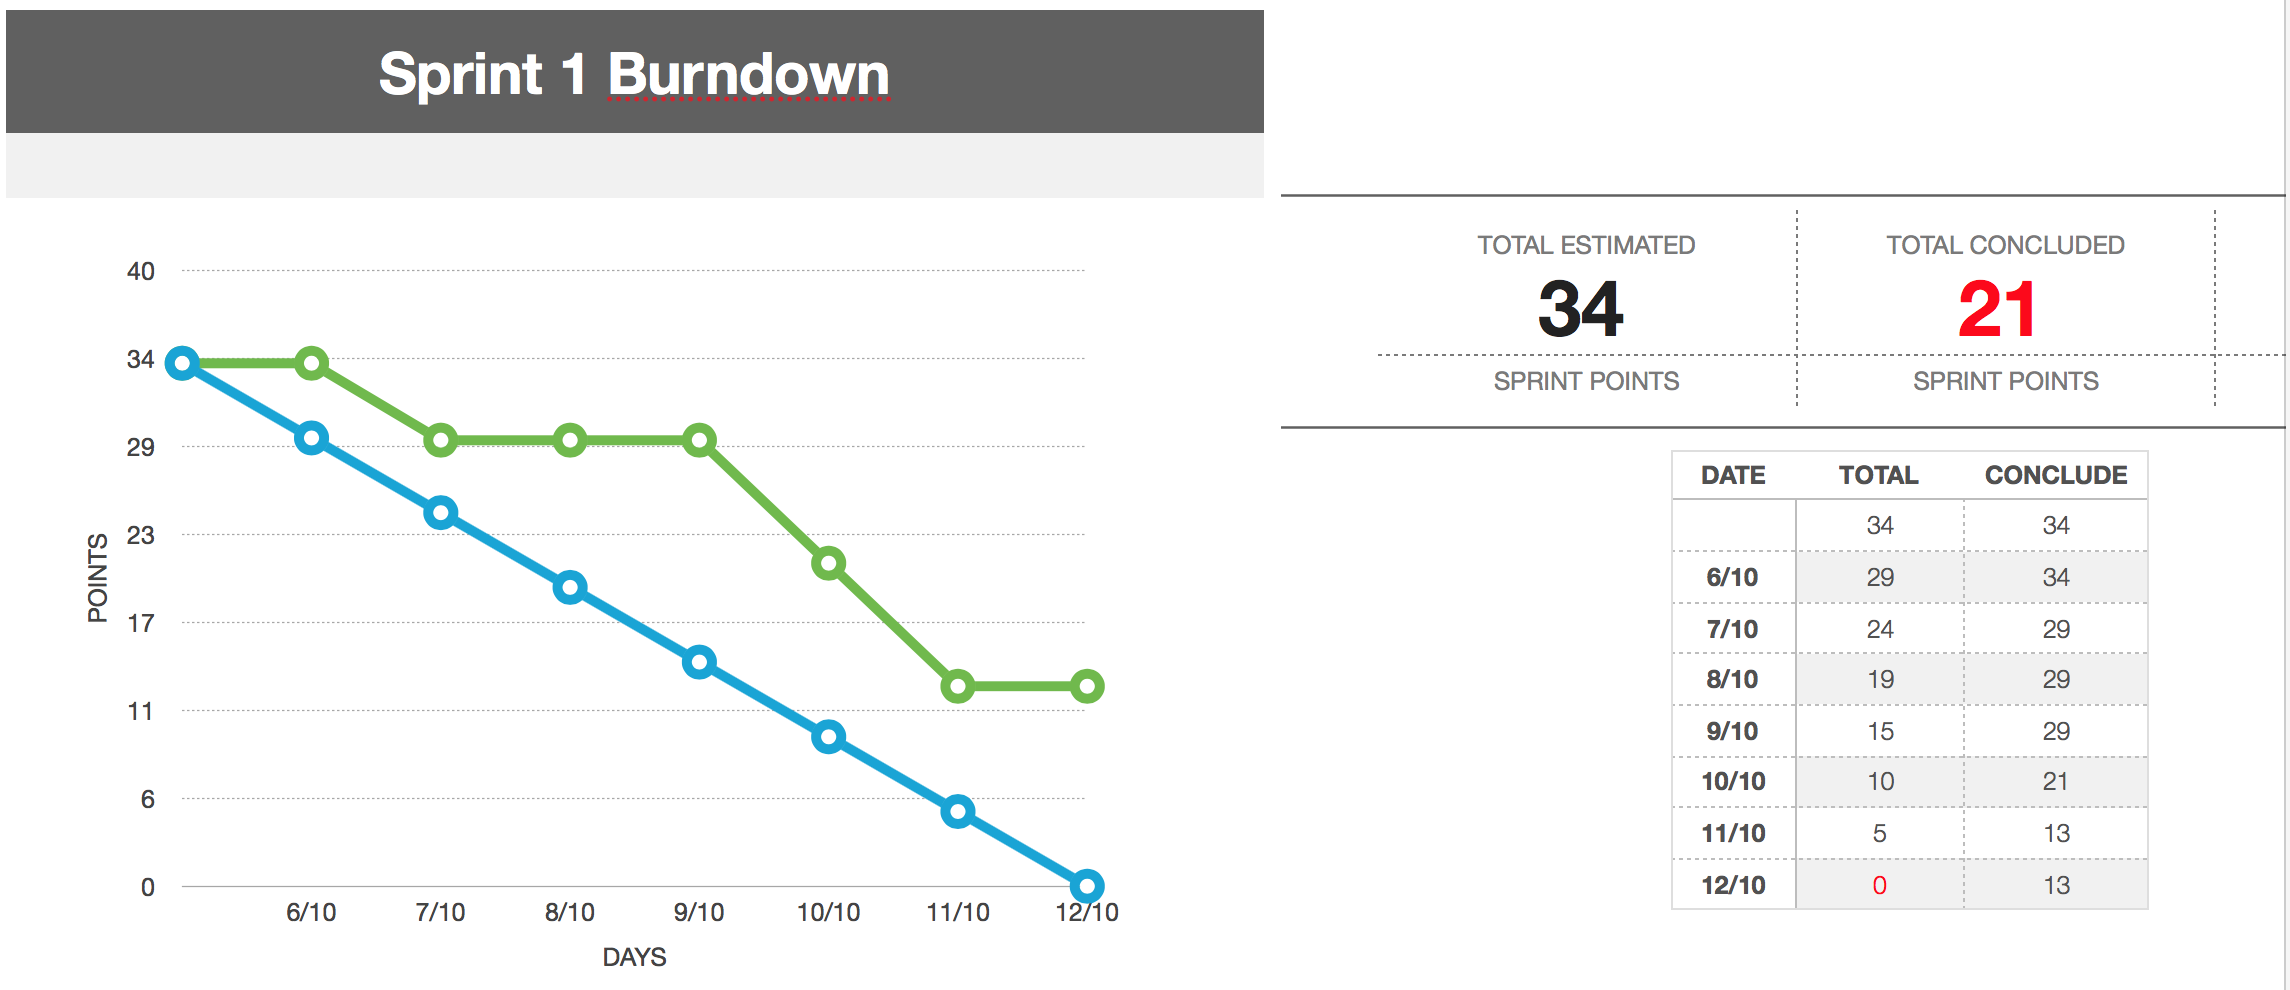 Sprint 1 Burndown
40
34
29
23
17
11
6
0
POINTS
6/10 7/10 8/10 9/10 10/10 11/10 12/10
DAYS
TOTAL ESTIMATED TOTAL CONCLUDED
34 21
SPRINT POINTS SPRINT POINTS
DATE TOTAL CONCLUDE
34 34
6/10 29 34
7/10 24 29
8/10 19 29
9/10 15 29
10/10 10 21
11/10 5 13
12/10 0 13